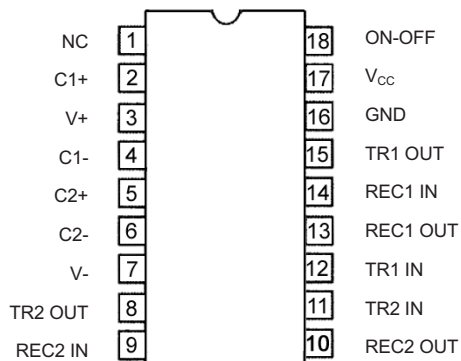 NC 1 18 ON-OFF
C1+ 2 17 VCC
V+ 3 16 GND
C1- 4 15 TR1 OUT
C2+ 5 14 REC1 IN
C2- 6 13 REC1 OUT
V- 7 12 TR1 IN
TR2 OUT 8 11 TR2 IN
REC2 IN 9 10 REC2 OUT